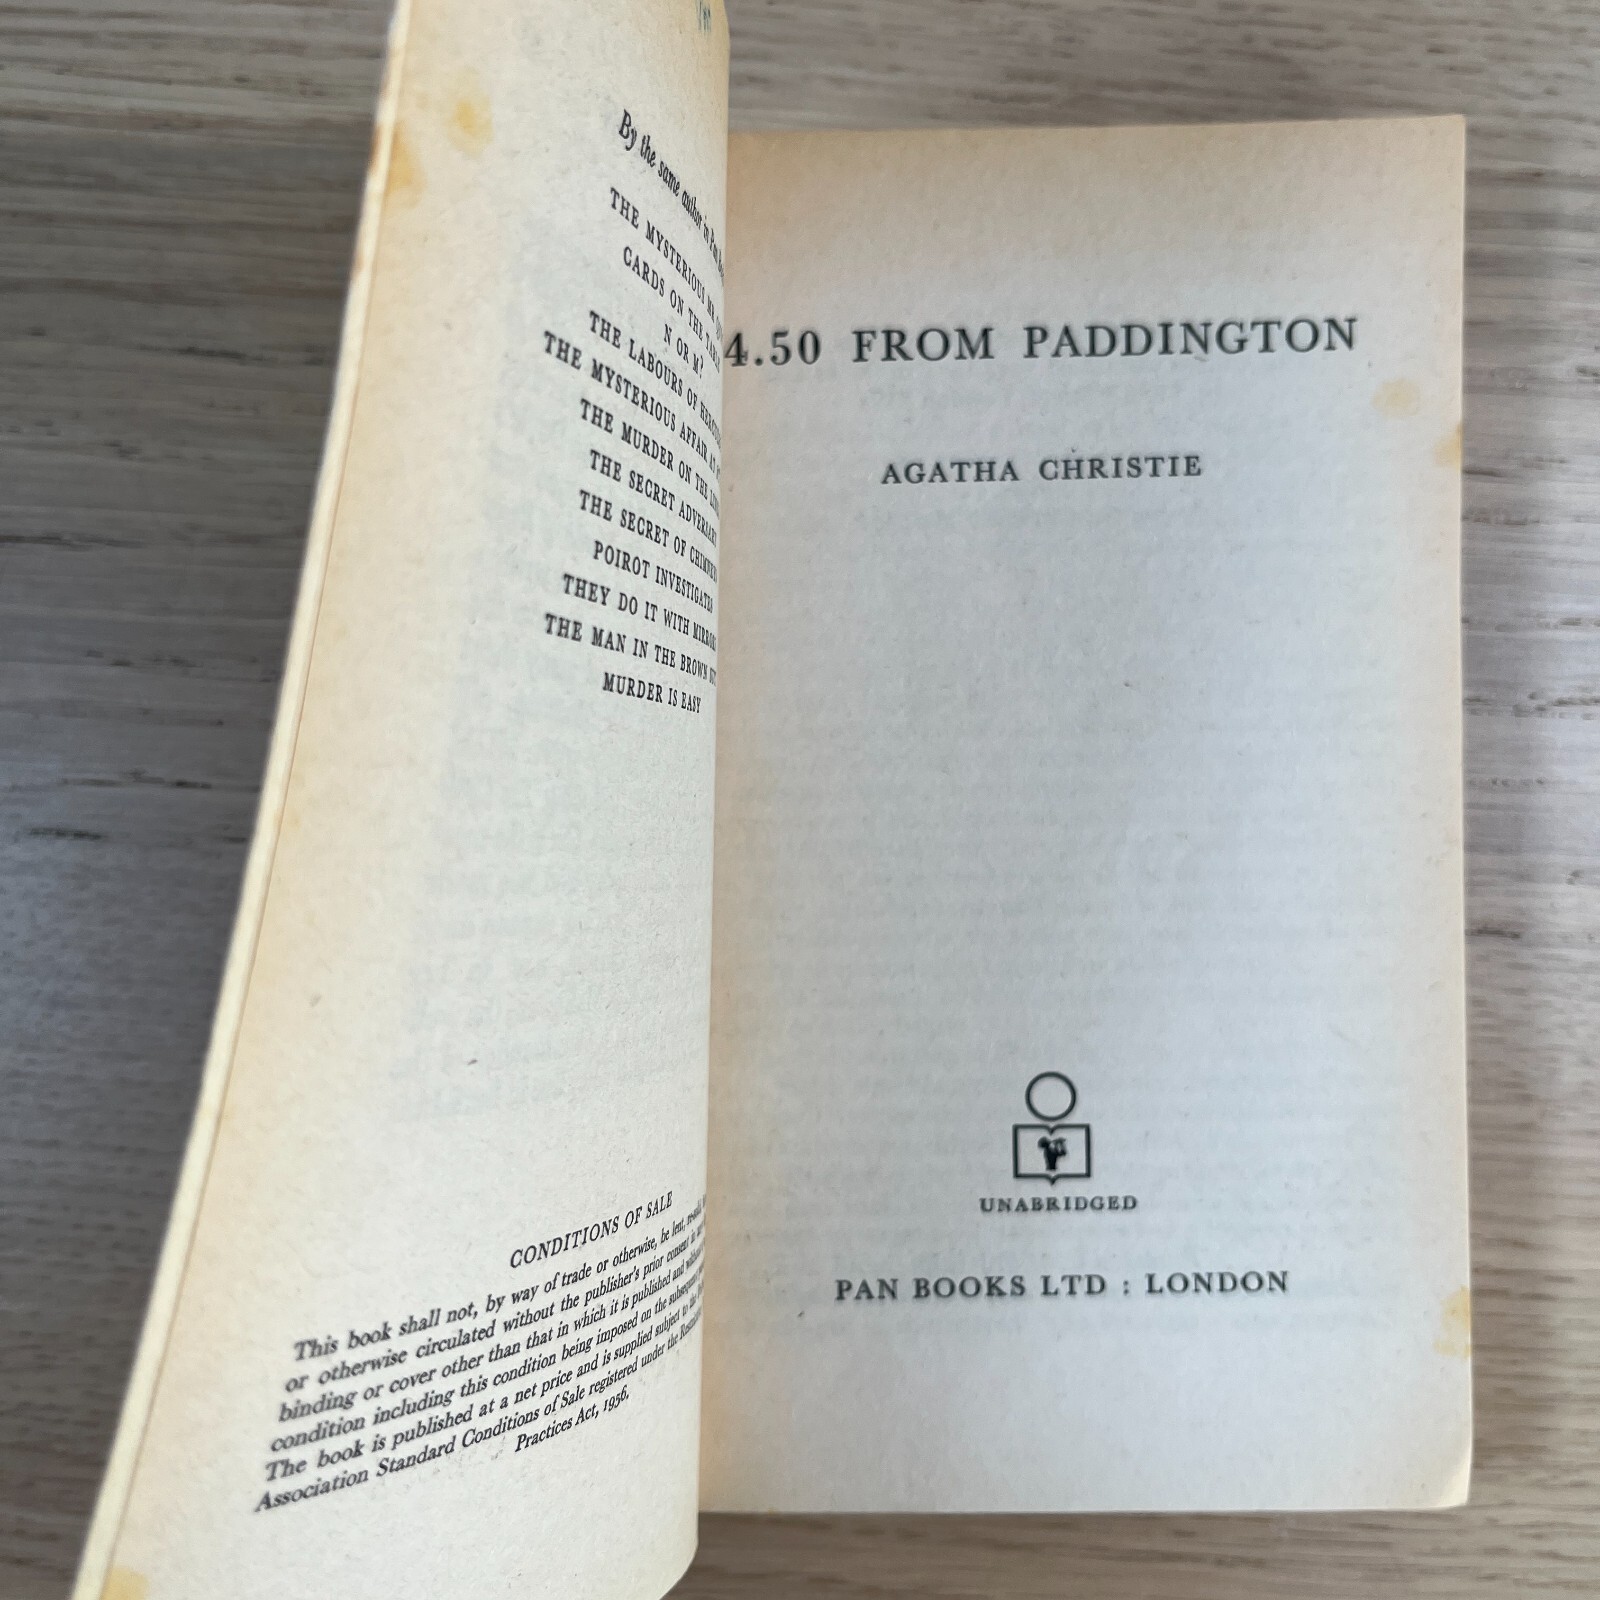 By the same author in Pan
THE MYSTERIOUS MR
CARDS ON THE TABLE
N OR M?
THE LABOURS OF
THE MYSTERIOUS AFFAIR AT
THE MURDER ON THE
THE SECRET ADVERSARY
THE SECRET OF
POIROT INVESTIGATES
THEY DO IT WITH
THE MAN IN THE BROWN
MURDER IS EASY
CONDITIONS OF SALE
This book shall not, by way of trade or otherwise, be lent,
or otherwise circulated without the publisher's prior consent in
binding or cover other than that in which it is published and
condition including this condition being imposed on the subsequent
The book is published at a net price and is supplied subject to the
Association Standard Conditions of Sale registered under the
Practices Act, 1956.
4.50 FROM PADDINGTON
AGATHA CHRISTIE
UNABRIDGED
PAN BOOKS LTD : LONDON